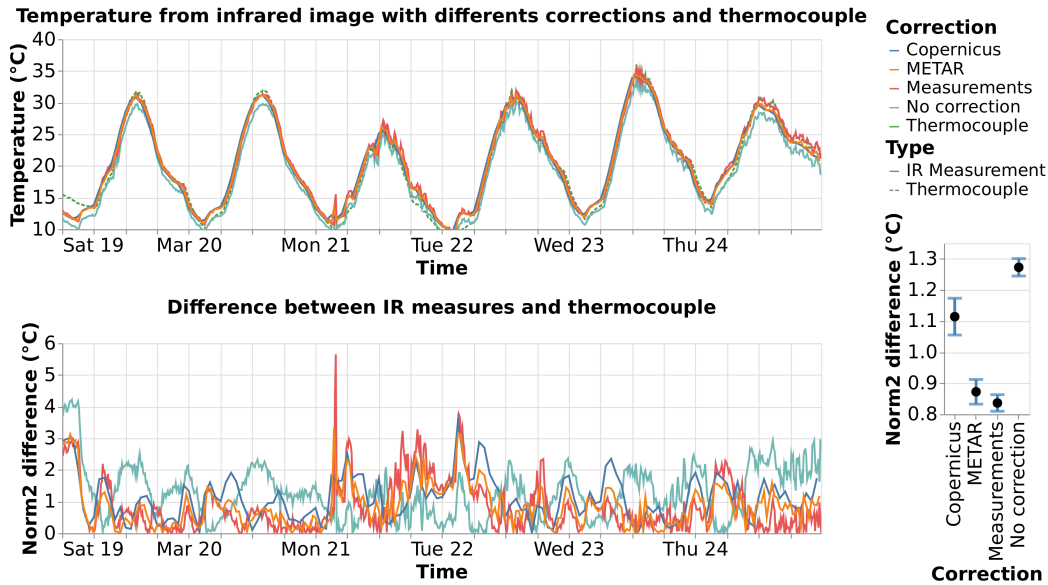 Temperature from infrared image with differents corrections and thermocouple
Temperature (°C)
40
35
30
25
20
15
10
Sat 19 Mar 20 Mon 21 Tue 22 Wed 23 Thu 24
Time
Correction
Copernicus
METAR
Measurements
No correction
Thermocouple
Type
IR Measurement
Thermocouple
Difference between IR measures and thermocouple
Norm2 difference (°C)
6
5
4
3
2
1
0
Sat 19 Mar 20 Mon 21 Tue 22 Wed 23 Thu 24
Time
Norm2 difference (°C)
1.3
1.2
1.1
1.0
0.9
0.8
Copernicus
METAR
Measurements
No correction
Correction